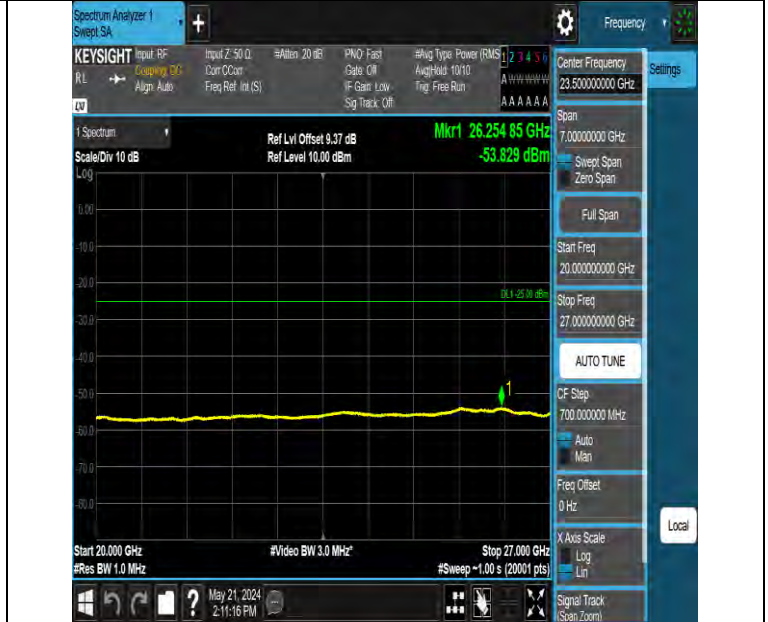 Spectrum Analyzer 1
Swept SA
+
Frequency
KEYSIGHT
RL
LXI
Input: RF
Coupling: DC
Align: Auto
Input Z: 50 Ω
Corr CCorr
Freq Ref: Int (S)
#Atten: 20 dB
PNO: Fast
Gate: Off
IF Gain: Low
Sig Track: Off
#Avg Type: Power (RMS
Avg|Hold: 10/10
Trig: Free Run
1 2 3 4 5 6
A W W W W W
A A A A A A
1 Spectrum
Scale/Div 10 dB
Log
Ref Lvl Offset 9.37 dB
Ref Level 10.00 dBm
Mkr1 26.254 85 GHz
-53.829 dBm
0.00
-10.0
-20.0
-30.0
-40.0
-50.0
-60.0
-70.0
-80.0
DL1 -25.00 dBm
1
Start 20.000 GHz
#Res BW 1.0 MHz
#Video BW 3.0 MHz*
Stop 27.000 GHz
#Sweep ~1.00 s (20001 pts)
Center Frequency
23.500000000 GHz
Settings
Span
7.00000000 GHz
Swept Span
Zero Span
Full Span
Start Freq
20.000000000 GHz
Stop Freq
27.000000000 GHz
AUTO TUNE
CF Step
700.000000 MHz
Auto
Man
Freq Offset
0 Hz
X Axis Scale
Log
Lin
Local
Signal Track
(Span Zoom)
?
May 21, 2024
2:11:16 PM